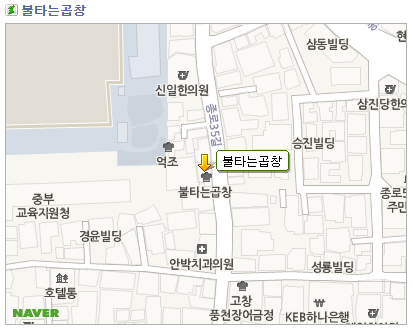 불타는곱창
삼동빌딩
현
신일한의원
종로35길
삼진당한의
승진빌딩
억조
불타는곱창
불타는곱창
중부
교육지원청
종로5
주민
경윤빌딩
안박치과의원
성룡빌딩
호텔통
고창
풍천장어금정
KEB하나은행
NAVER